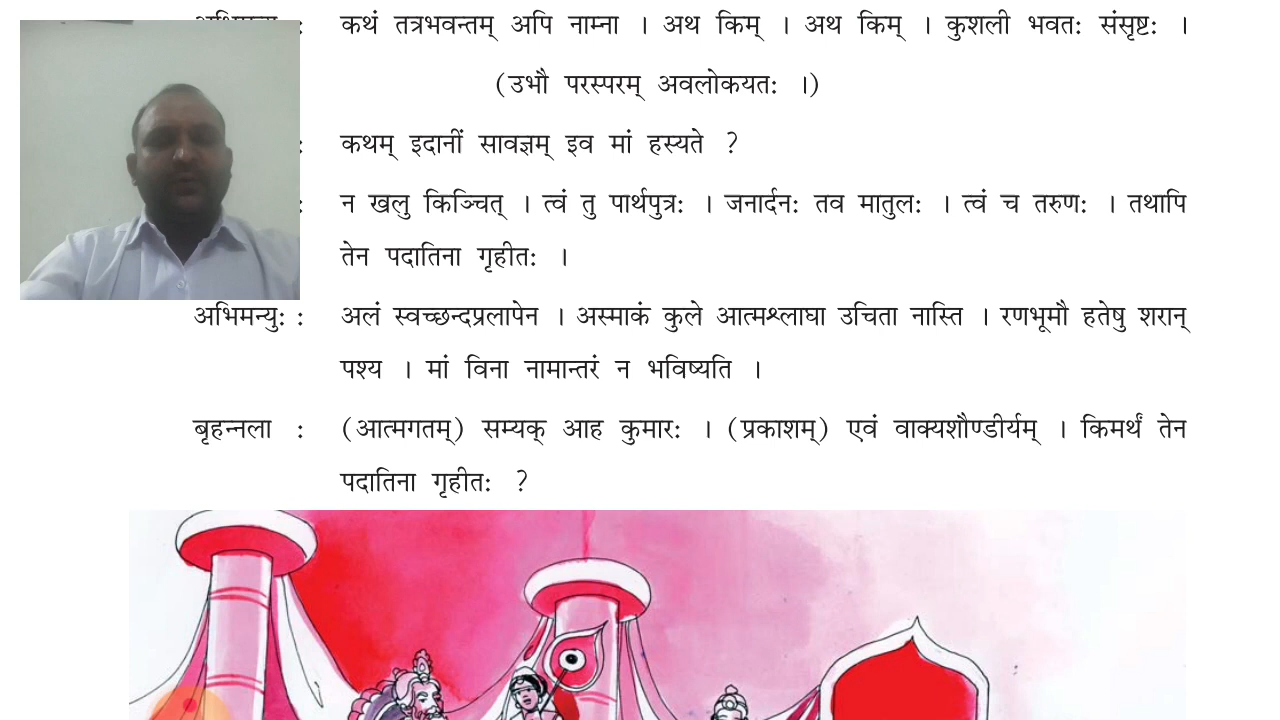 कथं तत्रभवन्तम् अपि नाम्ना । अथ किम् । अथ किम् । कुशली भवतः संसृष्टः ।
(उभौ परस्परम् अवलोकयतः ।)
: कथम् इदानीं सावज्ञम् इव मां हस्यते ?
: न खलु किञ्चित् । त्वं तु पार्थपुत्रः । जनार्दनः तव मातुलः । त्वं च तरुणः । तथापि
तेन पदातिना गृहीतः ।
अभिमन्युः : अलं स्वच्छन्दप्रलापेन । अस्माकं कुले आत्मश्लाघा उचिता नास्ति । रणभूमौ हतेषु शरान्
पश्य । मां विना नामान्तरं न भविष्यति ।
बृहन्नला : (आत्मगतम्) सम्यक् आह कुमारः । (प्रकाशम्) एवं वाक्यशौण्डीर्यम् । किमर्थं तेन
पदातिना गृहीतः ?